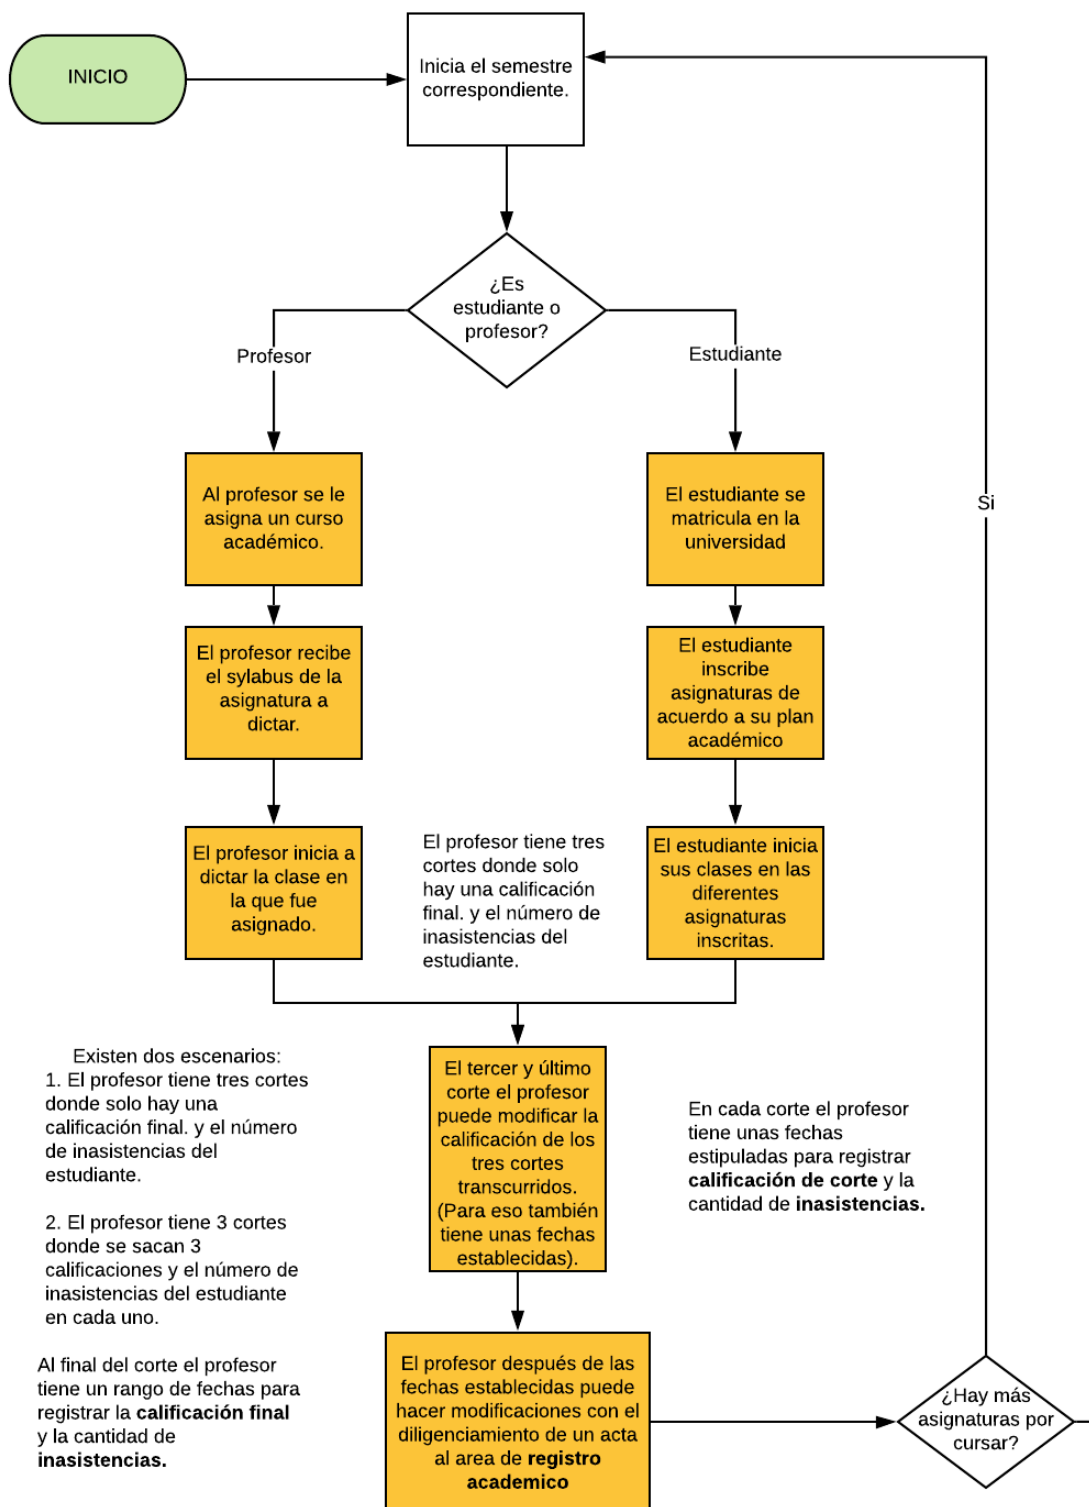 INICIO
Inicia el semestre
correspondiente.
¿Es
estudiante o
profesor?
Profesor
Estudiante
Al profesor se le
asigna un curso
académico.
El estudiante se
matricula en la
universidad
Si
El profesor recibe
el sylabus de la
asignatura a
dictar.
El estudiante
inscribe
asignaturas de
acuerdo a su plan
académico
El profesor inicia a
dictar la clase en
la que fue
asignado.
El profesor tiene tres
cortes donde solo
hay una calificación
final. y el número de
inasistencias del
estudiante.
El estudiante inicia
sus clases en las
diferentes
asignaturas
inscritas.
Existen dos escenarios:
1. El profesor tiene tres cortes
donde solo hay una
calificación final. y el número
de inasistencias del
estudiante.
2. El profesor tiene 3 cortes
donde se sacan 3
calificaciones y el número de
inasistencias del estudiante
en cada uno.
Al final del corte el profesor
tiene un rango de fechas para
registrar la calificación final
y la cantidad de
inasistencias.
El tercer y último
corte el profesor
puede modificar la
calificación de los
tres cortes
transcurridos.
(Para eso también
tiene unas fechas
establecidas).
En cada corte el profesor
tiene unas fechas
estipuladas para registrar
calificación de corte y la
cantidad de inasistencias.
El profesor después de las
fechas establecidas puede
hacer modificaciones con el
diligenciamiento de un acta
al area de registro
academico
¿Hay más
asignaturas por
cursar?